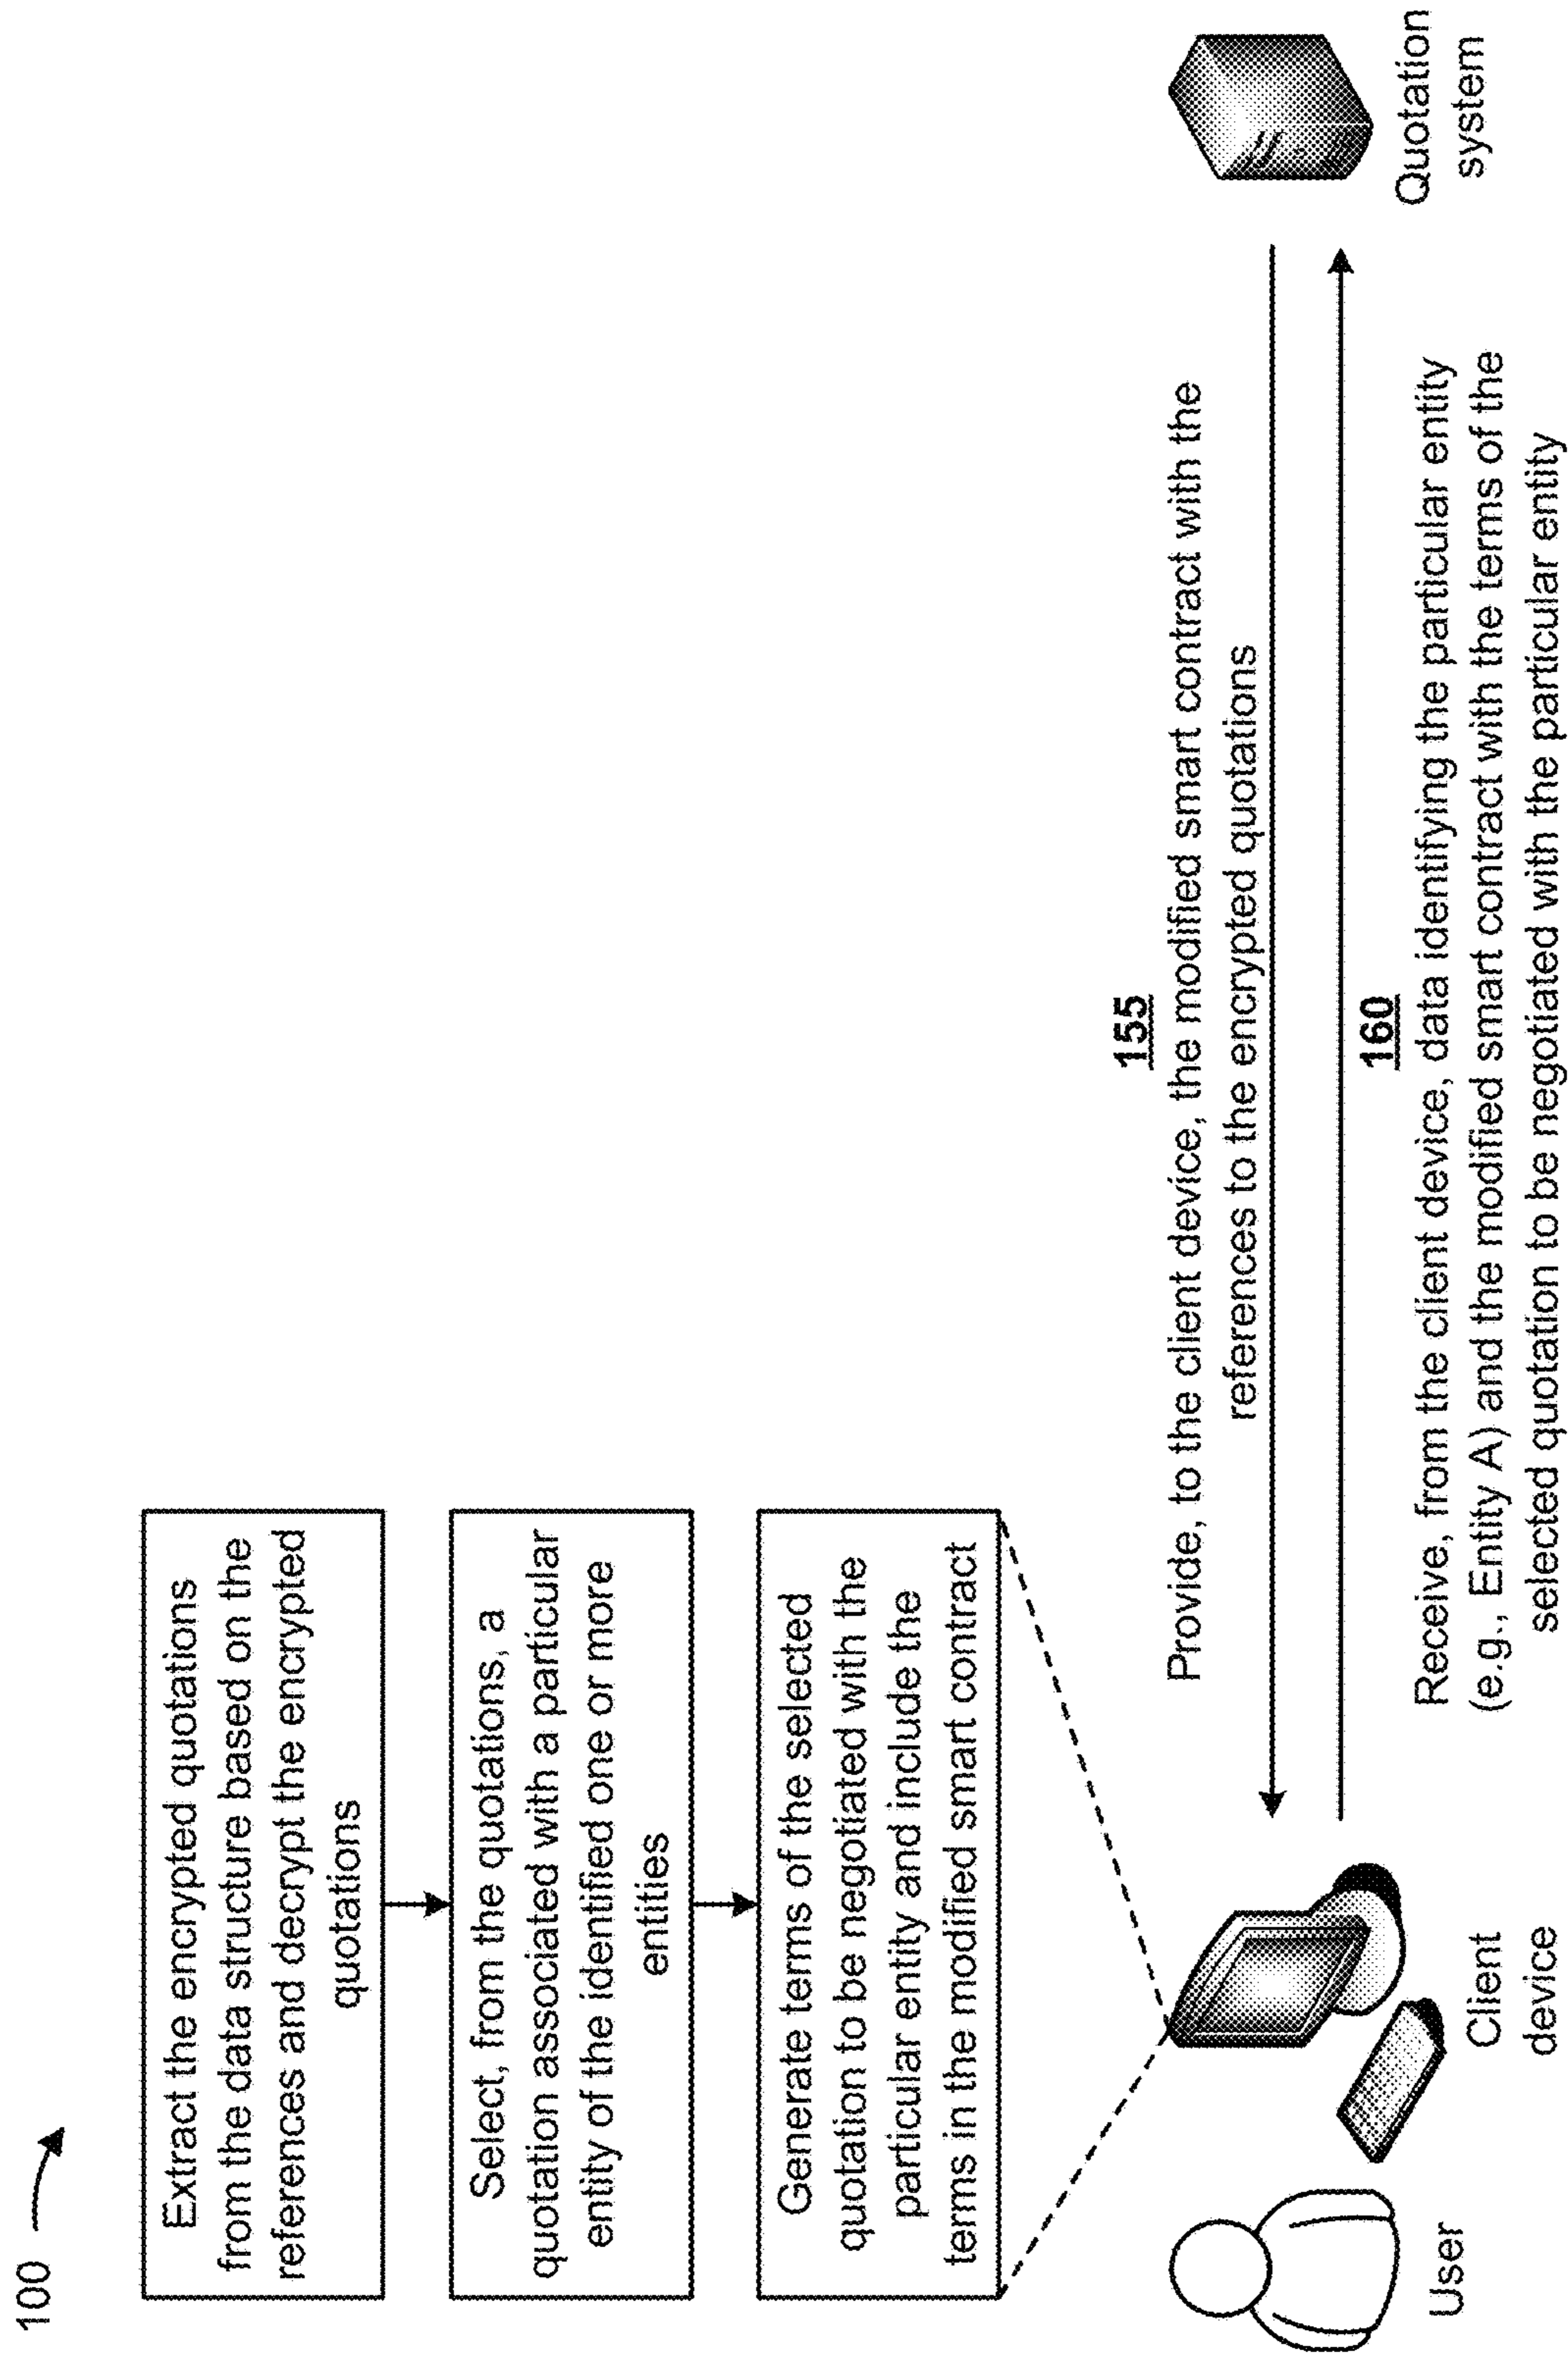 100
Extract the encrypted quotations
from the data structure based on the
references and decrypt the encrypted
quotations
Select, from the quotations, a
quotation associated with a particular
entity of the identified one or more
entities
Generate terms of the selected
quotation to be negotiated with the
particular entity and include the
terms in the modified smart contract
155
Provide, to the client device, the modified smart contract with the
references to the encrypted quotations
160
Receive, from the client device, data identifying the particular entity
(e.g., Entity A) and the modified smart contract with the terms of the
selected quotation to be negotiated with the particular entity
User
Client
device
Quotation
system